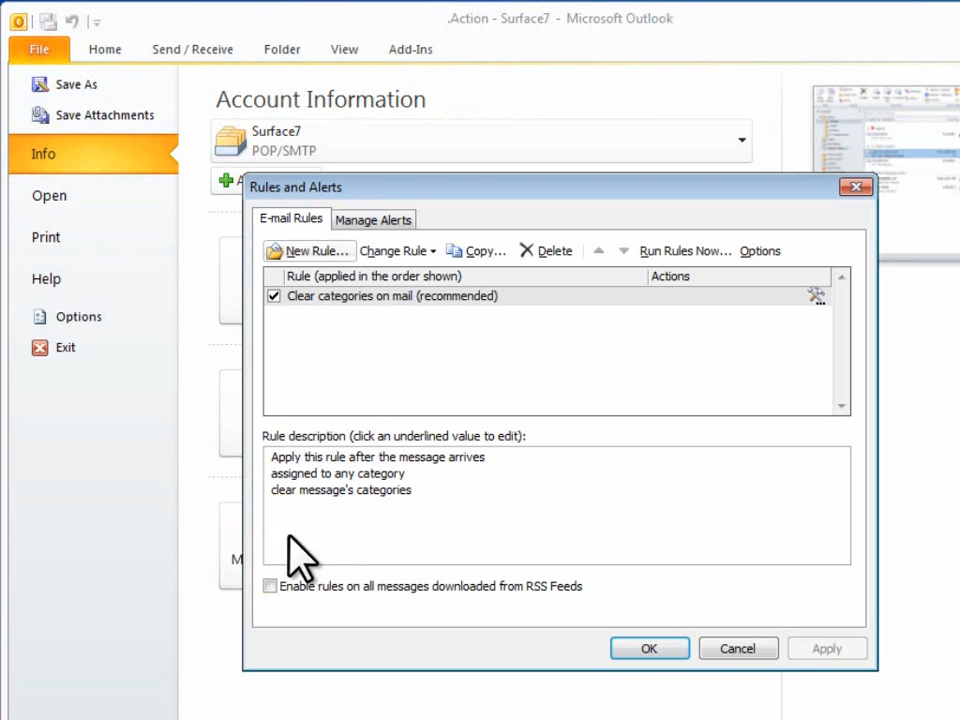 .Action - Surface7 - Microsoft Outlook
File Home Send / Receive Folder View Add-Ins
Save As
Save Attachments
Info
Open
Print
Help
Options
Exit
Account Information
Surface7
POP/SMTP
A
M
Rules and Alerts
E-mail Rules Manage Alerts
New Rule... Change Rule Copy... Delete Run Rules Now... Options
Rule (applied in the order shown) Actions
Clear categories on mail (recommended)
Rule description (click an underlined value to edit):
Apply this rule after the message arrives
assigned to any category
clear message's categories
Enable rules on all messages downloaded from RSS Feeds
OK Cancel Apply